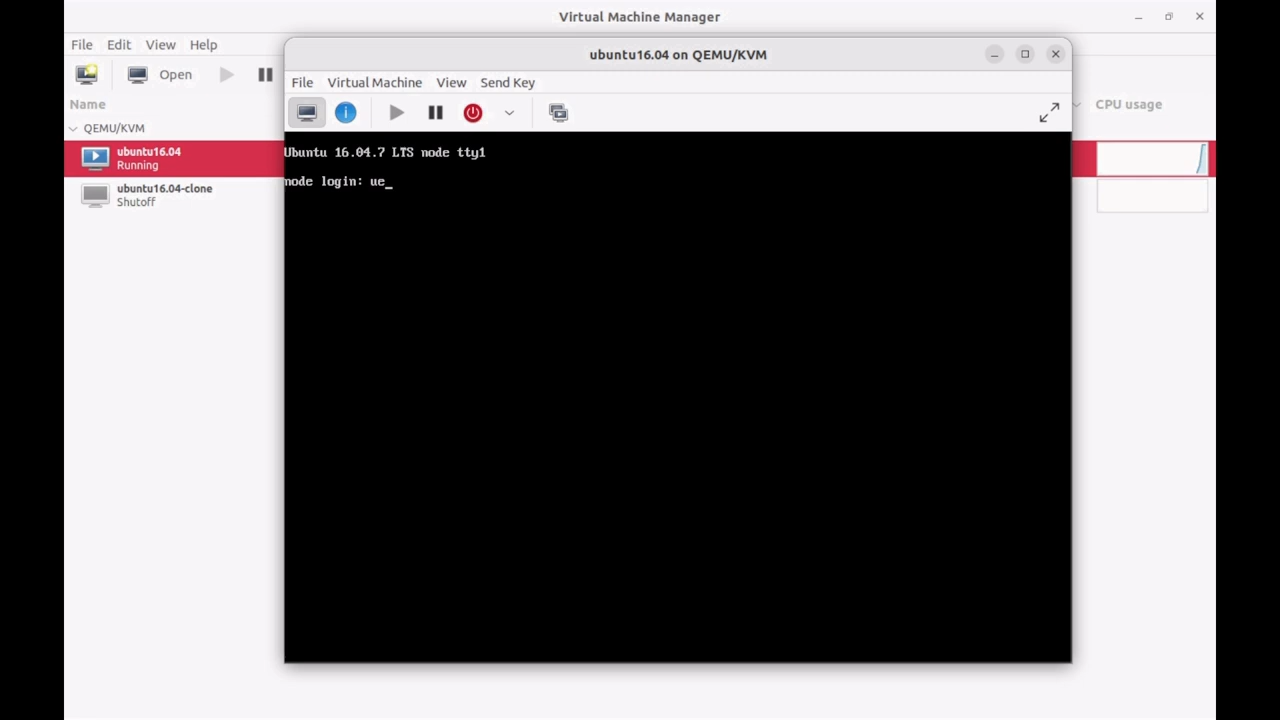 Virtual Machine Manager
File Edit View Help
Open
Name
CPU usage
QEMU/KVM
ubuntu16.04
Running
ubuntu16.04-clone
Shutoff
ubuntu16.04 on QEMU/KVM
File Virtual Machine View Send Key
Ubuntu 16.04.7 LTS node tty1
node login: ue_